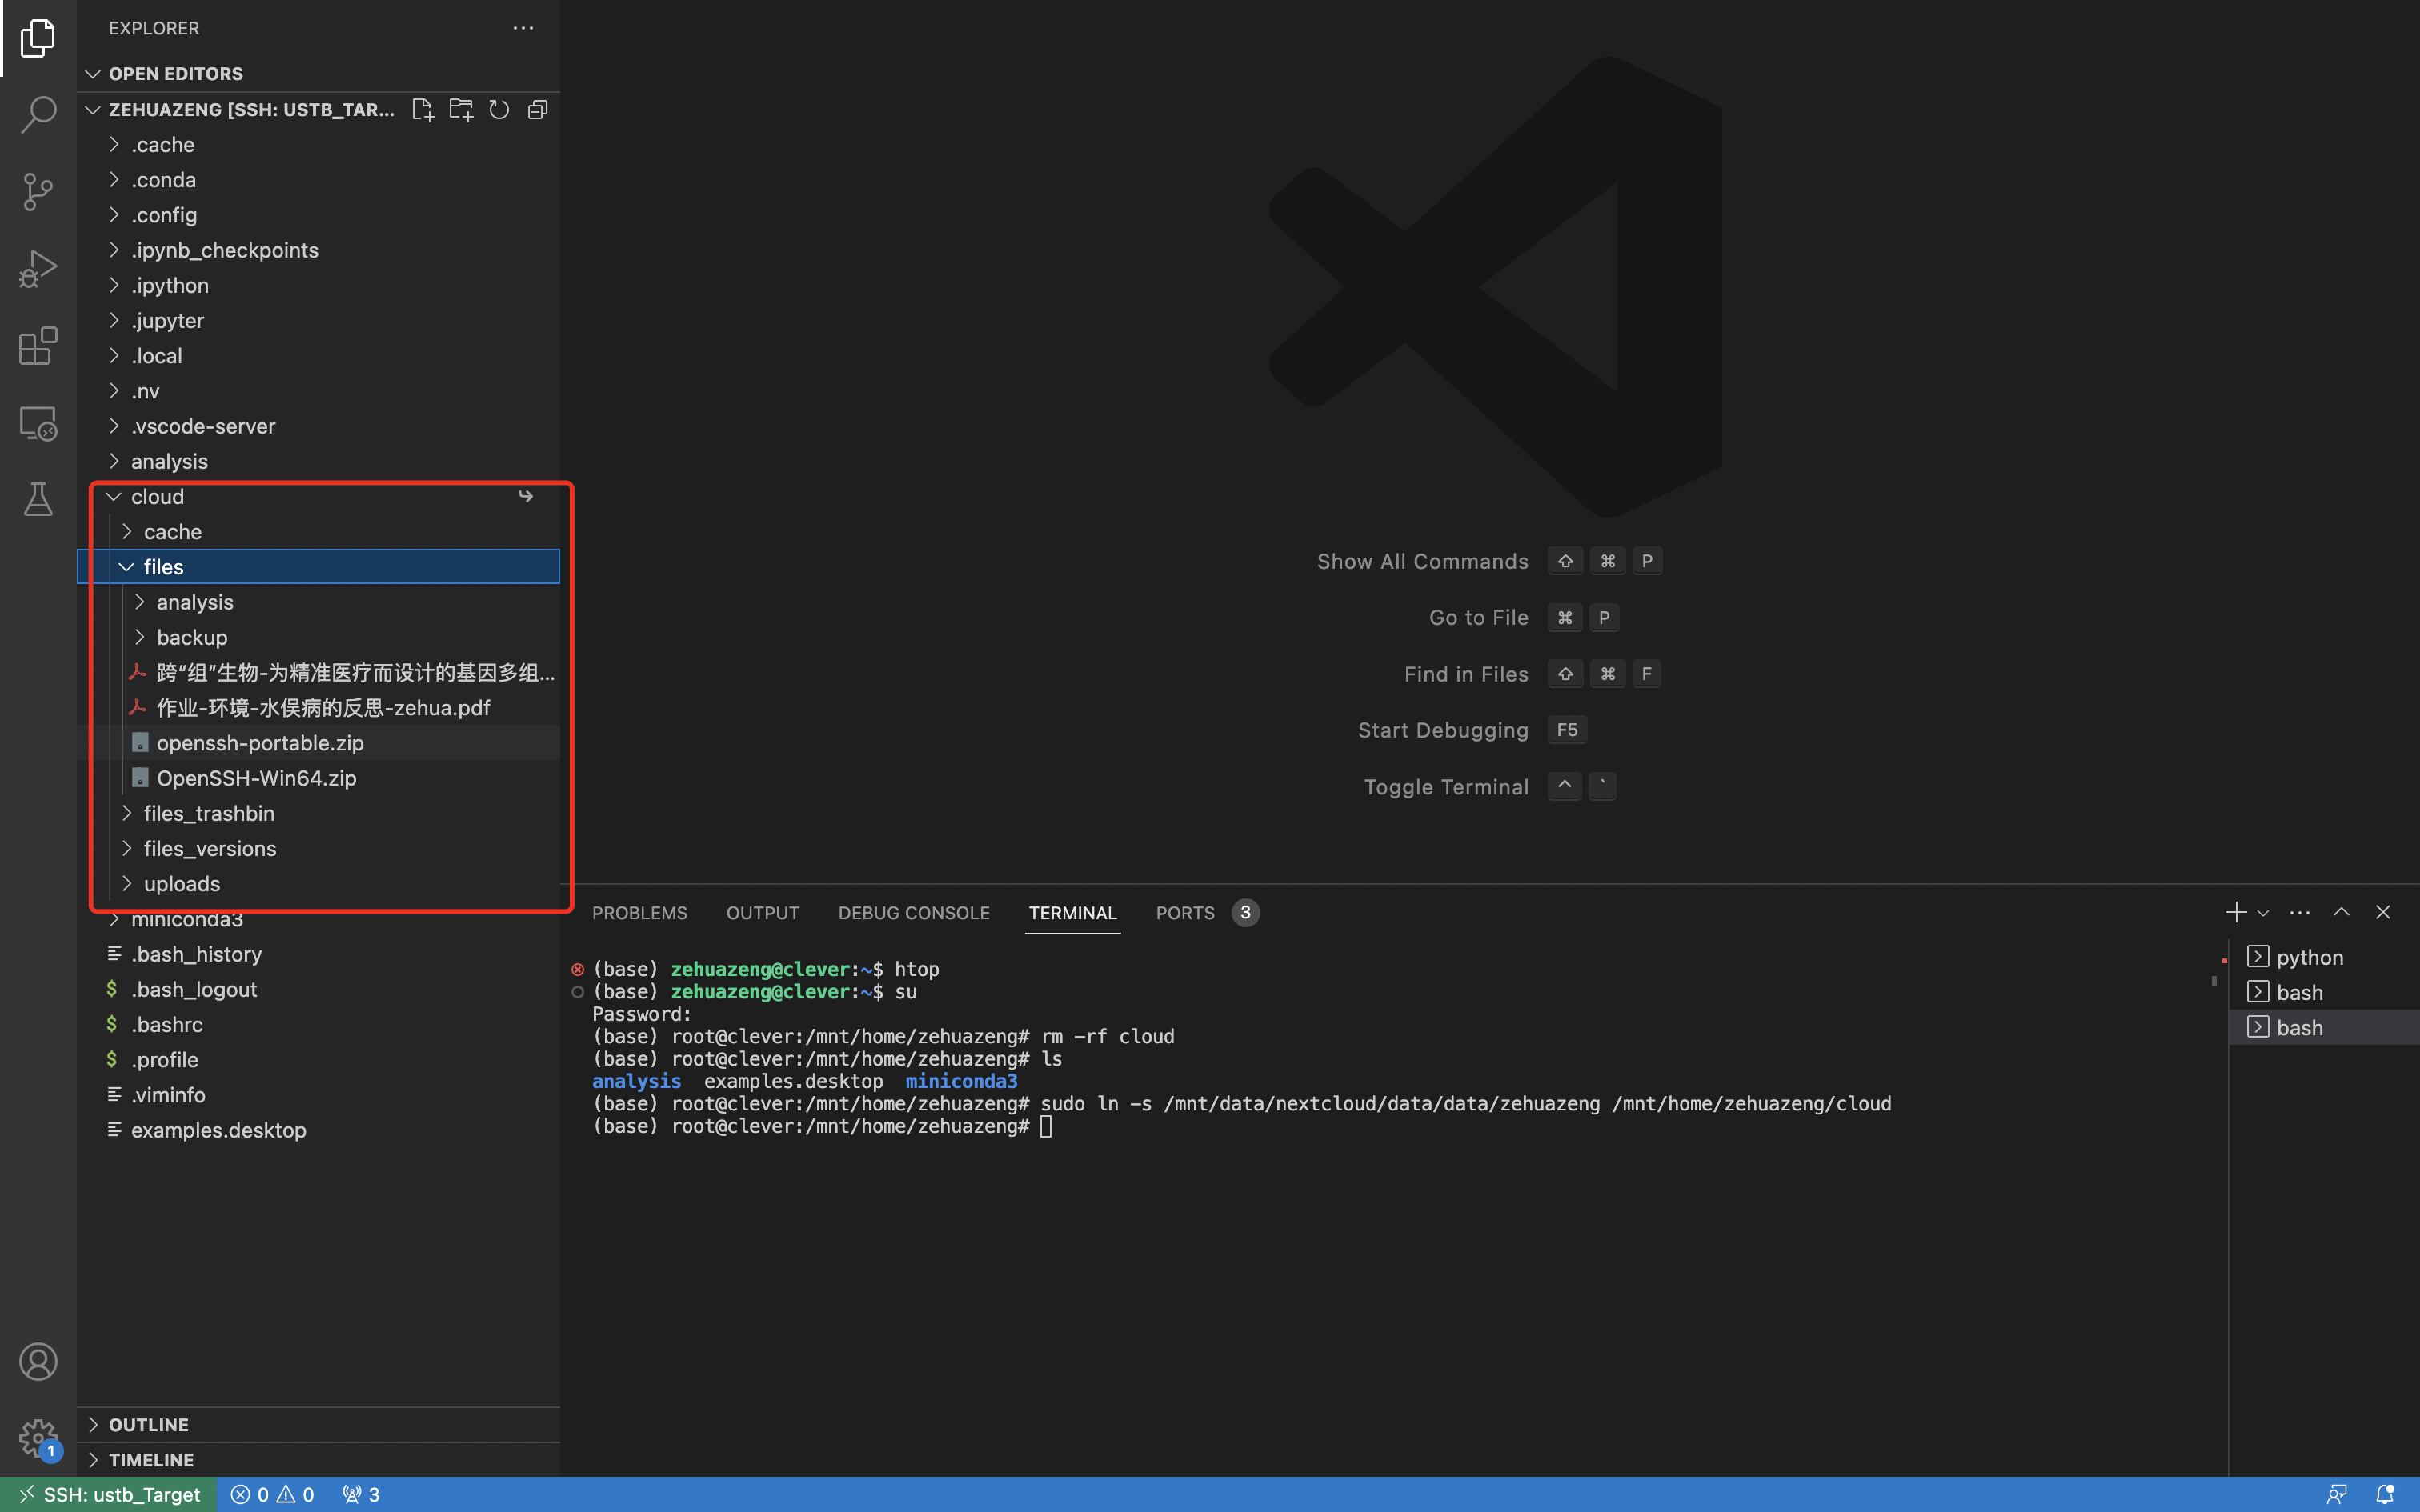 EXPLORER
OPEN EDITORS
ZEHUAZENG [SSH: USTB_TAR...
.cache
.conda
.config
.ipynb_checkpoints
.ipython
.jupyter
.local
.nv
.vscode-server
analysis
cloud
cache
files
analysis
backup
跨“组”生物-为精准医疗而设计的基因多组...
作业-环境-水俣病的反思-zehua.pdf
openssh-portable.zip
OpenSSH-Win64.zip
files_trashbin
files_versions
uploads
miniconda3
.bash_history
$ .bash_logout
$ .bashrc
$ .profile
.viminfo
examples.desktop
OUTLINE
TIMELINE
Show All Commands ⇧ ⌘ P
Go to File ⌘ P
Find in Files ⇧ ⌘ F
Start Debugging F5
Toggle Terminal ^ `
PROBLEMS OUTPUT DEBUG CONSOLE TERMINAL PORTS 3
(base) zehuazeng@clever:~$ htop
(base) zehuazeng@clever:~$ su
Password:
(base) root@clever:/mnt/home/zehuazeng# rm -rf cloud
(base) root@clever:/mnt/home/zehuazeng# ls
analysis examples.desktop miniconda3
(base) root@clever:/mnt/home/zehuazeng# sudo ln -s /mnt/data/nextcloud/data/data/zehuazeng /mnt/home/zehuazeng/cloud
(base) root@clever:/mnt/home/zehuazeng#
python
bash
bash
1
SSH: ustb_Target 0 0 3